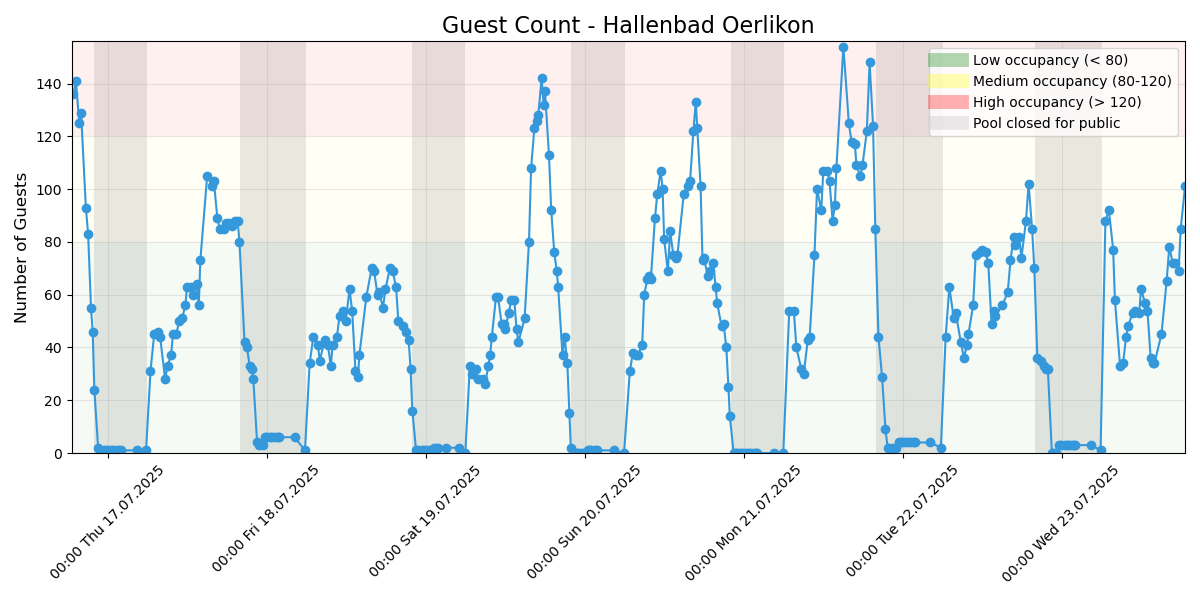 Guest Count - Hallenbad Oerlikon
Number of Guests
140
120
100
80
60
40
20
0
Low occupancy (< 80)
Medium occupancy (80-120)
High occupancy (> 120)
Pool closed for public
00:00 Thu 17.07.2025
00:00 Fri 18.07.2025
00:00 Sat 19.07.2025
00:00 Sun 20.07.2025
00:00 Mon 21.07.2025
00:00 Tue 22.07.2025
00:00 Wed 23.07.2025